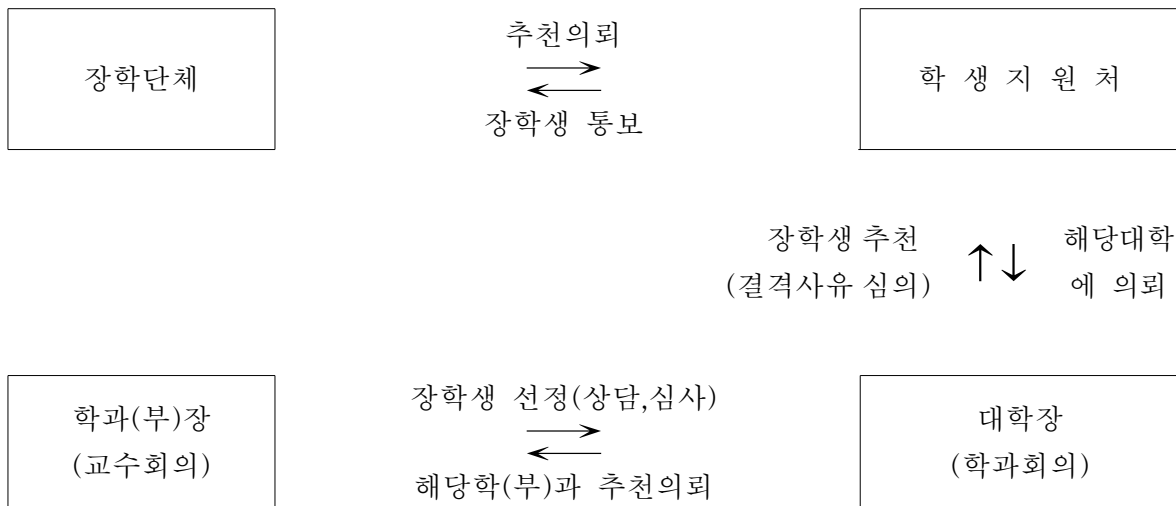 추천의뢰
장학단체
학 생 지 원 처
장학생 통보
장학생 추천
해당대학
(결격사유 심의)
에 의뢰
장학생 선정(상담,심사)
학과(부)장
대학장
(교수회의)
(학과회의)
해당학(부)과 추천의뢰